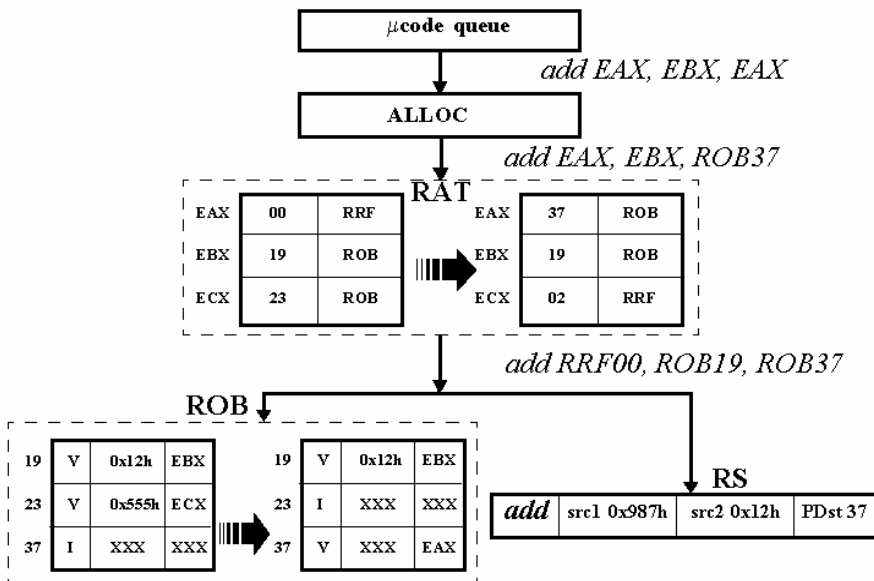 μcode queue
add EAX, EBX, EAX
ALLOC
add EAX, EBX, ROB37
RAT
EAX 00 RRF EAX 37 ROB
EBX 19 ROB EBX 19 ROB
ECX 23 ROB ECX 02 RRF
add RRF00, ROB19, ROB37
ROB
19 V 0x12h EBX 19 V 0x12h EBX
23 V 0x555h ECX 23 I XXX XXX
37 I XXX XXX 37 V XXX EAX
RS
add src1 0x987h src2 0x12h PDst 37